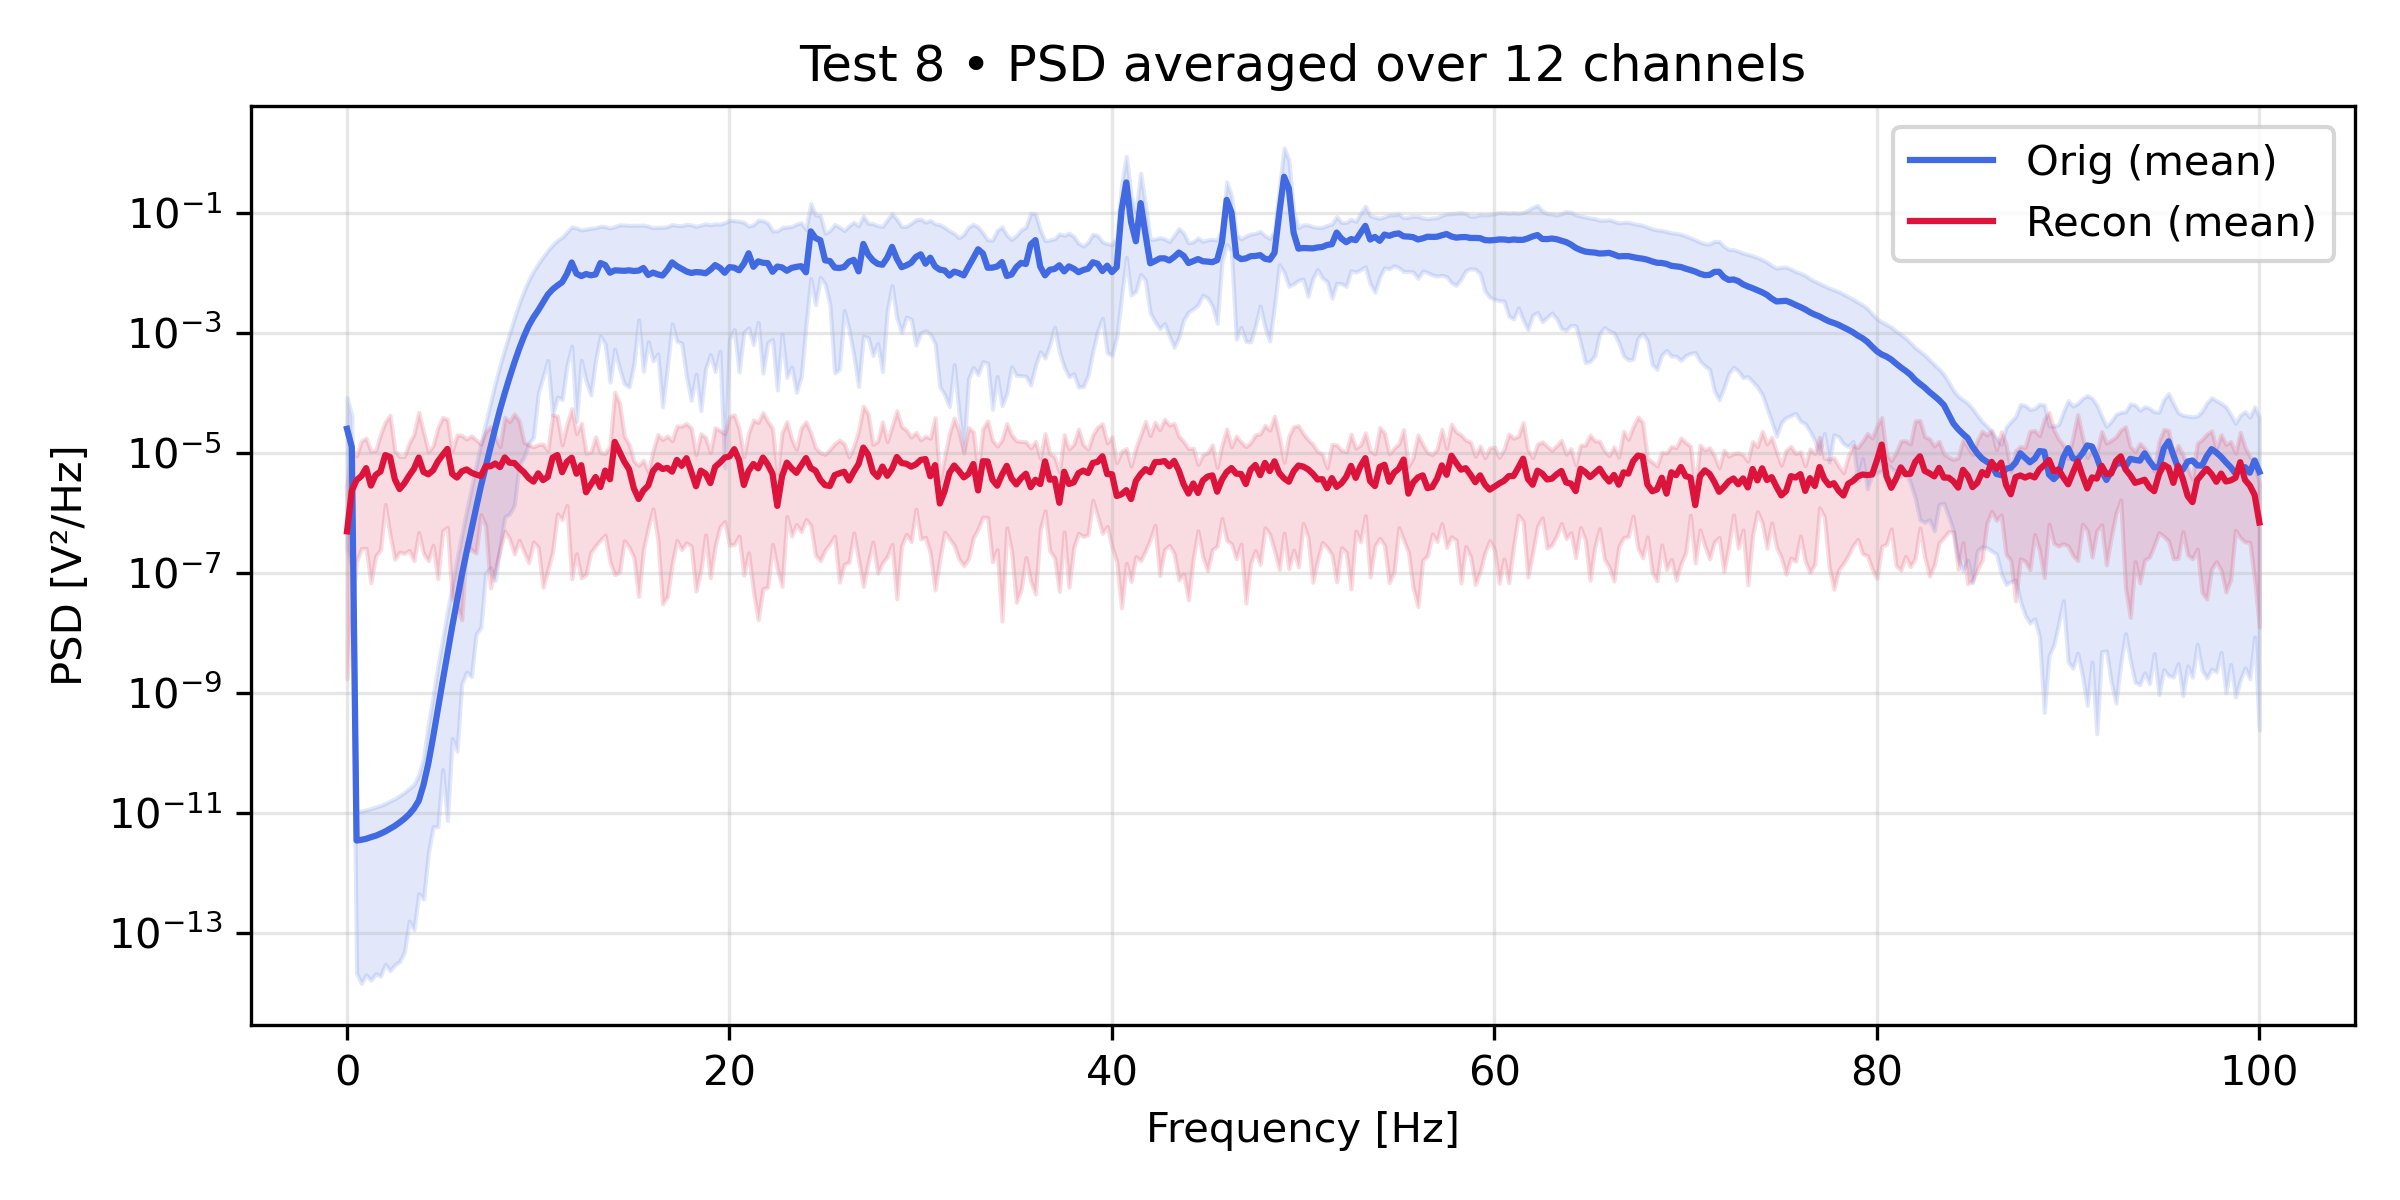 Test 8 • PSD averaged over 12 channels
Orig (mean)
Recon (mean)
PSD [V²/Hz]
10⁻¹
10⁻³
10⁻⁵
10⁻⁷
10⁻⁹
10⁻¹¹
10⁻¹³
0 20 40 60 80 100
Frequency [Hz]